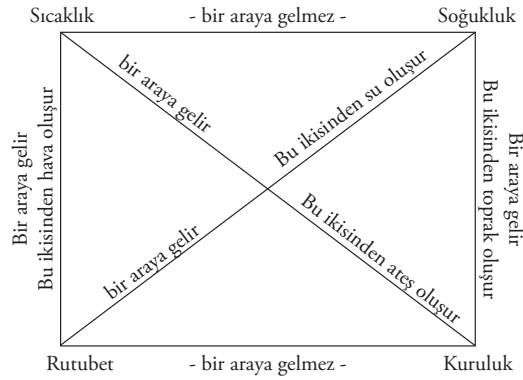 Sıcaklık
- bir araya gelmez -
Soğukluk
bir araya gelir
Bu ikisinden su oluşur
Bir araya gelir
Bu ikisinden hava oluşur
Bir araya gelir
Bu ikisinden toprak oluşur
bir araya gelir
Bu ikisinden ateş oluşur
Rutubet
- bir araya gelmez -
Kuruluk